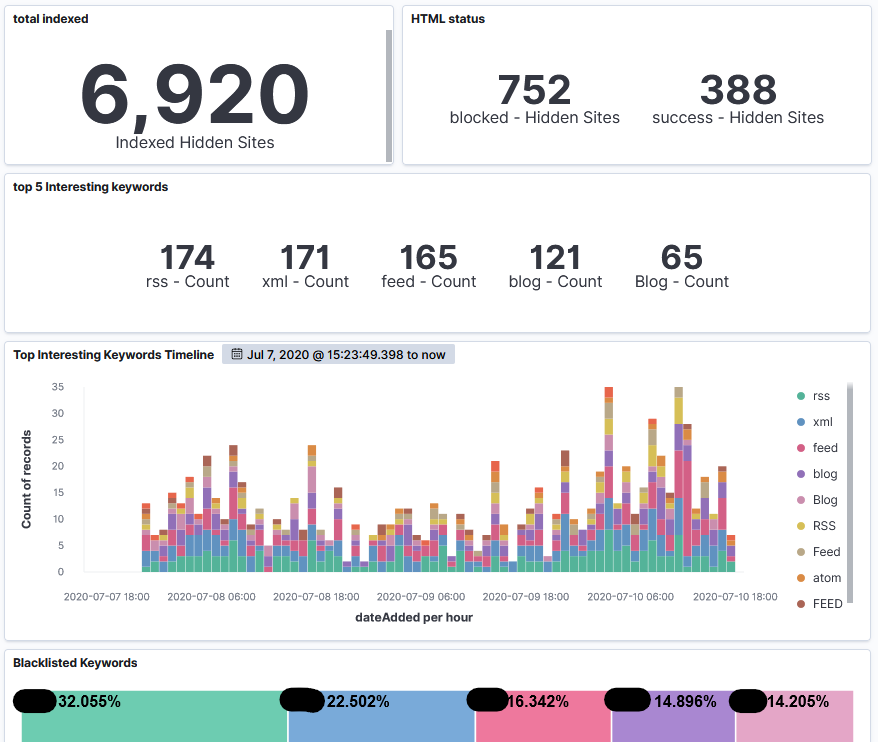 total indexed
6,920
Indexed Hidden Sites
HTML status
752
blocked - Hidden Sites
388
success - Hidden Sites
top 5 Interesting keywords
174
rss - Count
171
xml - Count
165
feed - Count
121
blog - Count
65
Blog - Count
Top Interesting Keywords Timeline
Jul 7, 2020 @ 15:23:49.398 to now
Count of records
35
30
25
20
15
10
5
0
2020-07-07 18:00
2020-07-08 06:00
2020-07-08 18:00
2020-07-09 06:00
2020-07-09 18:00
2020-07-10 06:00
2020-07-10 18:00
dateAdded per hour
rss
xml
feed
blog
Blog
RSS
Feed
atom
FEED
Blacklisted Keywords
32.055%
22.502%
16.342%
14.896%
14.205%